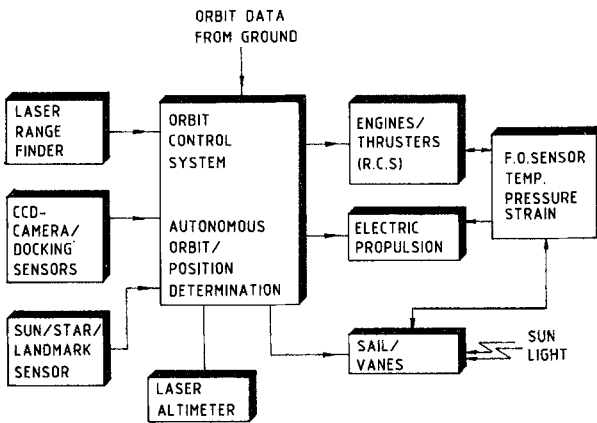 ORBIT DATA
FROM GROUND
LASER
RANGE
FINDER
ORBIT
CONTROL
SYSTEM
ENGINES/
THRUSTERS
(R.C.S)
F.O.SENSOR
TEMP.
PRESSURE
STRAIN
CCD-
CAMERA/
DOCKING
SENSORS
AUTONOMOUS
ORBIT/
POSITION
DETERMINATION
ELECTRIC
PROPULSION
SUN/STAR/
LANDMARK
SENSOR
SAIL/
VANES
SUN
LIGHT
LASER
ALTIMETER